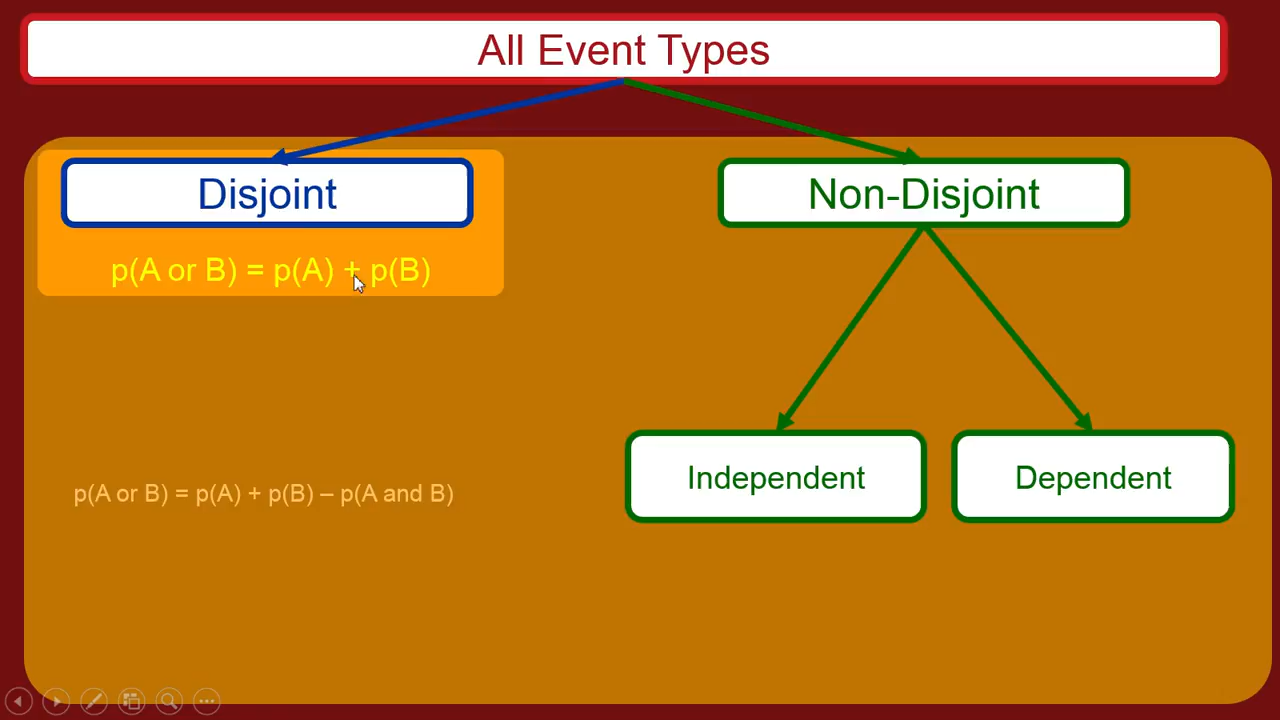 All Event Types
Disjoint
Non-Disjoint
p(A or B) = p(A) + p(B)
p(A or B) = p(A) + p(B) – p(A and B)
Independent
Dependent